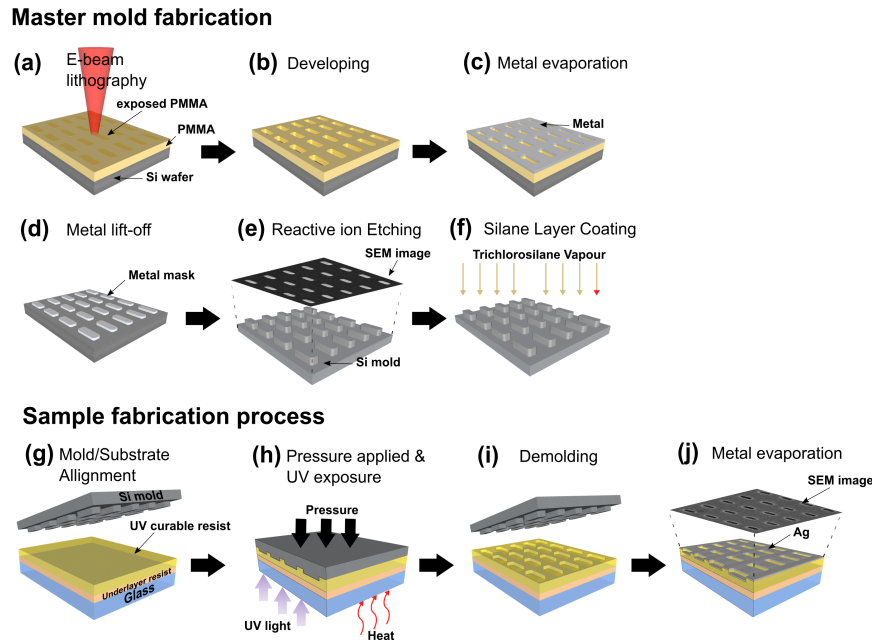 Master mold fabrication
(a) E-beam
lithography
exposed PMMA
PMMA
Si wafer
(b) Developing
(c) Metal evaporation
Metal
(d) Metal lift-off
Metal mask
(e) Reactive ion Etching
SEM image
Si mold
(f) Silane Layer Coating
Trichlorosilane Vapour
Sample fabrication process
(g) Mold/Substrate
Allignment
Si mold
UV curable resist
Underlayer resist
Glass
(h) Pressure applied &
UV exposure
Pressure
UV light
Heat
(i) Demolding
(j) Metal evaporation
SEM image
Ag